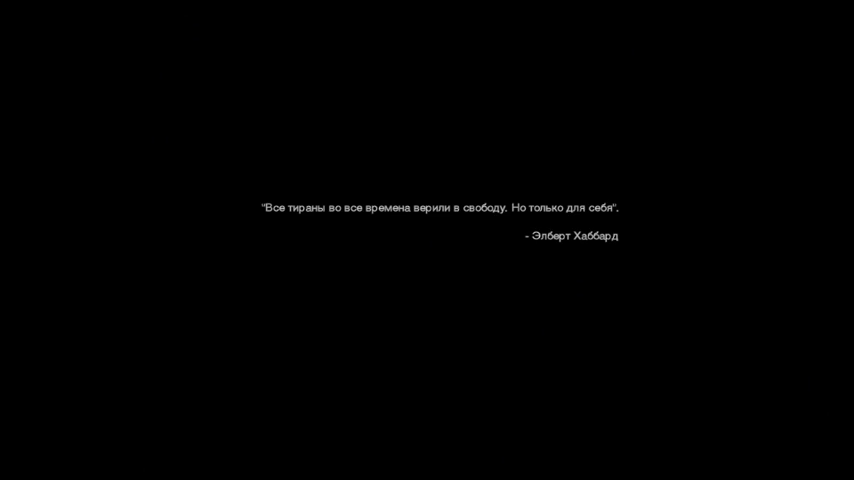 "Все тираны во все времена верили в свободу. Но только для себя".
- Элберт Хаббард